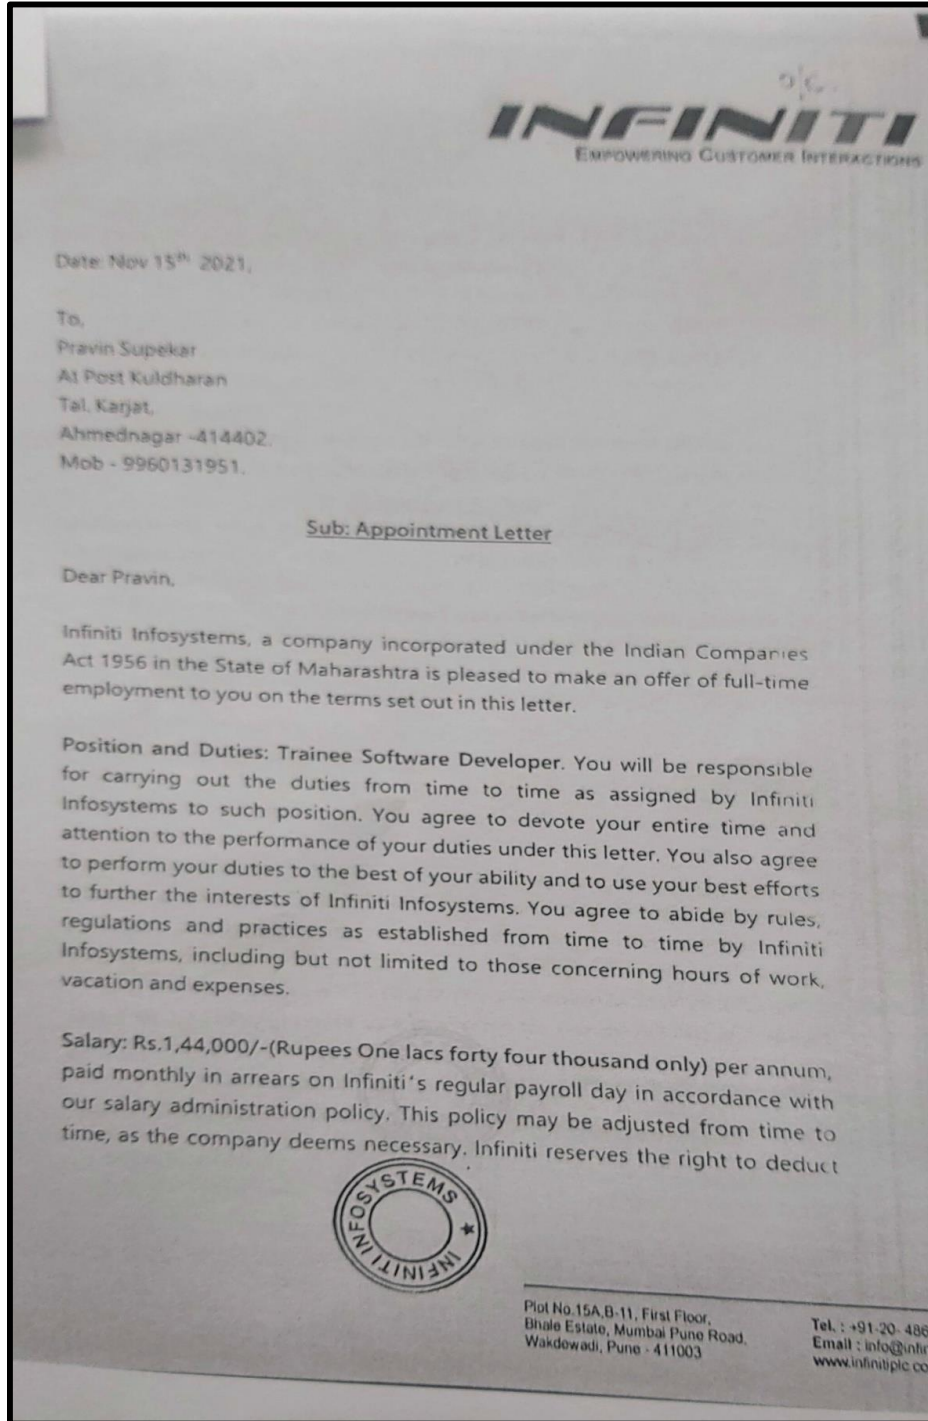 INFINITI
EMPOWERING CUSTOMER INTERACTIONS
Date: Nov 15th 2021,
To,
Pravin Supekar
At Post Kuldharan
Tal. Karjat,
Ahmednagar -414402.
Mob - 9960131951.
Sub: Appointment Letter
Dear Pravin,
Infiniti Infosystems, a company incorporated under the Indian Companies
Act 1956 in the State of Maharashtra is pleased to make an offer of full-time
employment to you on the terms set out in this letter.
Position and Duties: Trainee Software Developer. You will be responsible
for carrying out the duties from time to time as assigned by Infiniti
Infosystems to such position. You agree to devote your entire time and
attention to the performance of your duties under this letter. You also agree
to perform your duties to the best of your ability and to use your best efforts
to further the interests of Infiniti Infosystems. You agree to abide by rules,
regulations and practices as established from time to time by Infiniti
Infosystems, including but not limited to those concerning hours of work,
vacation and expenses.
Salary: Rs.1,44,000/-(Rupees One lacs forty four thousand only) per annum,
paid monthly in arrears on Infiniti's regular payroll day in accordance with
our salary administration policy. This policy may be adjusted from time to
time, as the company deems necessary. Infiniti reserves the right to deduct
INFINITI INFOSYSTEMS ★
Plot No.15A,B-11, First Floor,
Bhale Estate, Mumbai Pune Road,
Wakdewadi, Pune - 411003
Tel. : +91-20- 486
Email : info@infin
www.infinitiplc.co